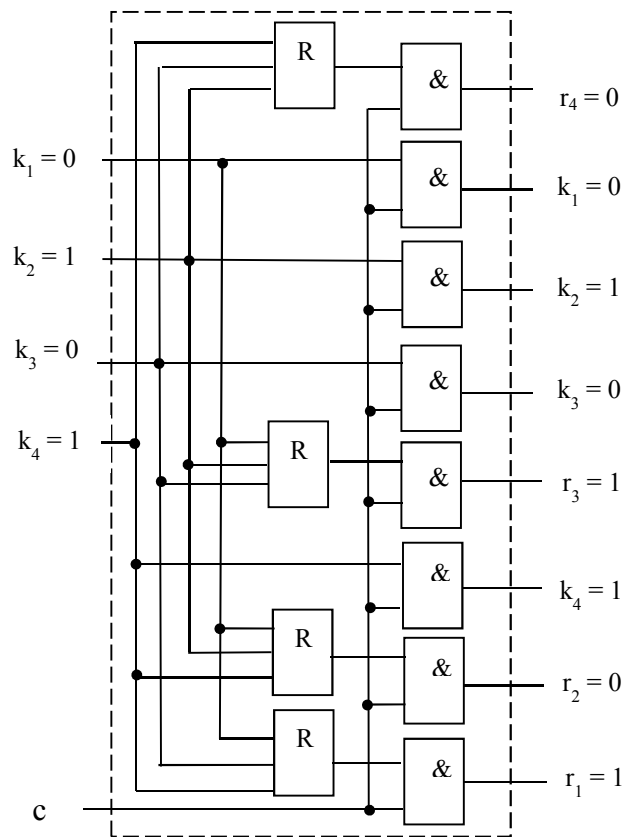 R
&
r₄ = 0
k₁ = 0
&
k₁ = 0
k₂ = 1
&
k₂ = 1
k₃ = 0
&
k₃ = 0
k₄ = 1
R
&
r₃ = 1
&
k₄ = 1
R
&
r₂ = 0
R
&
r₁ = 1
c